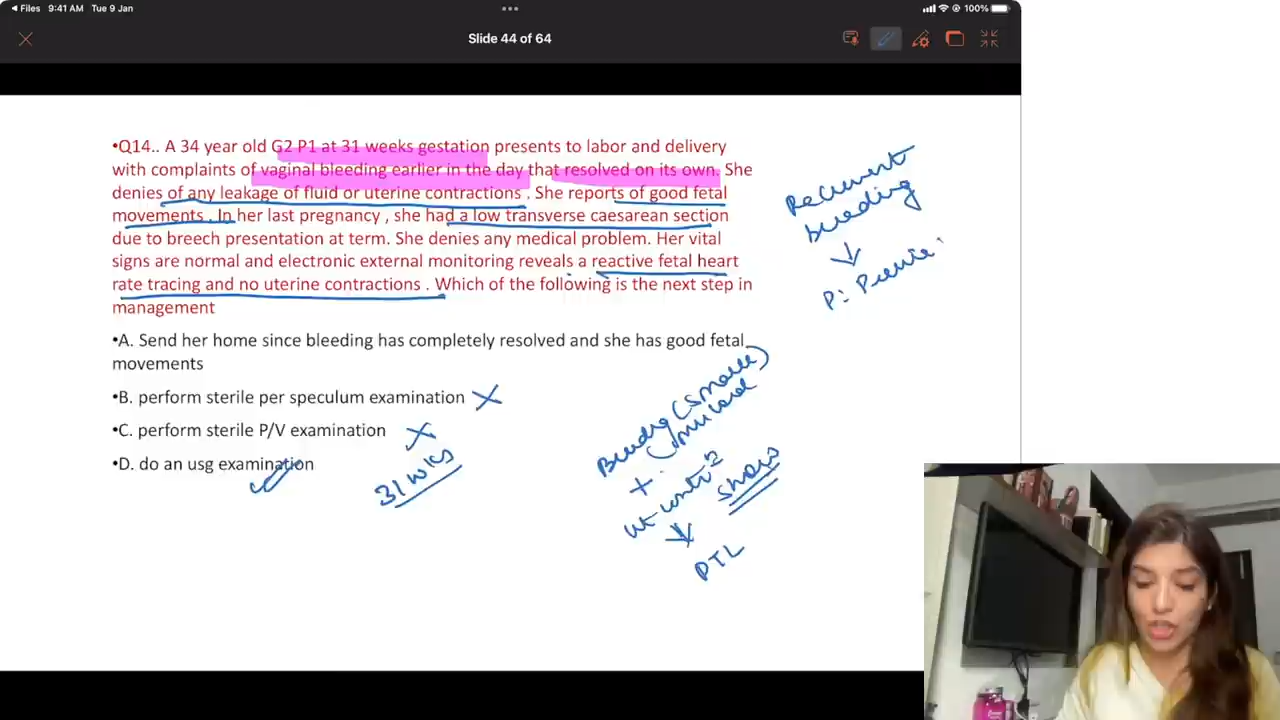 Files 9:41 AM Tue 9 Jan 100%
Slide 44 of 64
•Q14.. A 34 year old G2 P1 at 31 weeks gestation presents to labor and delivery
with complaints of vaginal bleeding earlier in the day that resolved on its own. She
denies of any leakage of fluid or uterine contractions . She reports of good fetal
movements . In her last pregnancy , she had a low transverse caesarean section
due to breech presentation at term. She denies any medical problem. Her vital
signs are normal and electronic external monitoring reveals a reactive fetal heart
rate tracing and no uterine contractions . Which of the following is the next step in
management
•A. Send her home since bleeding has completely resolved and she has good fetal
movements
•B. perform sterile per speculum examination
•C. perform sterile P/V examination
•D. do an usg examination
31 wks
Recurrent
bleeding
P:
Bleeding
+
Show
PTL